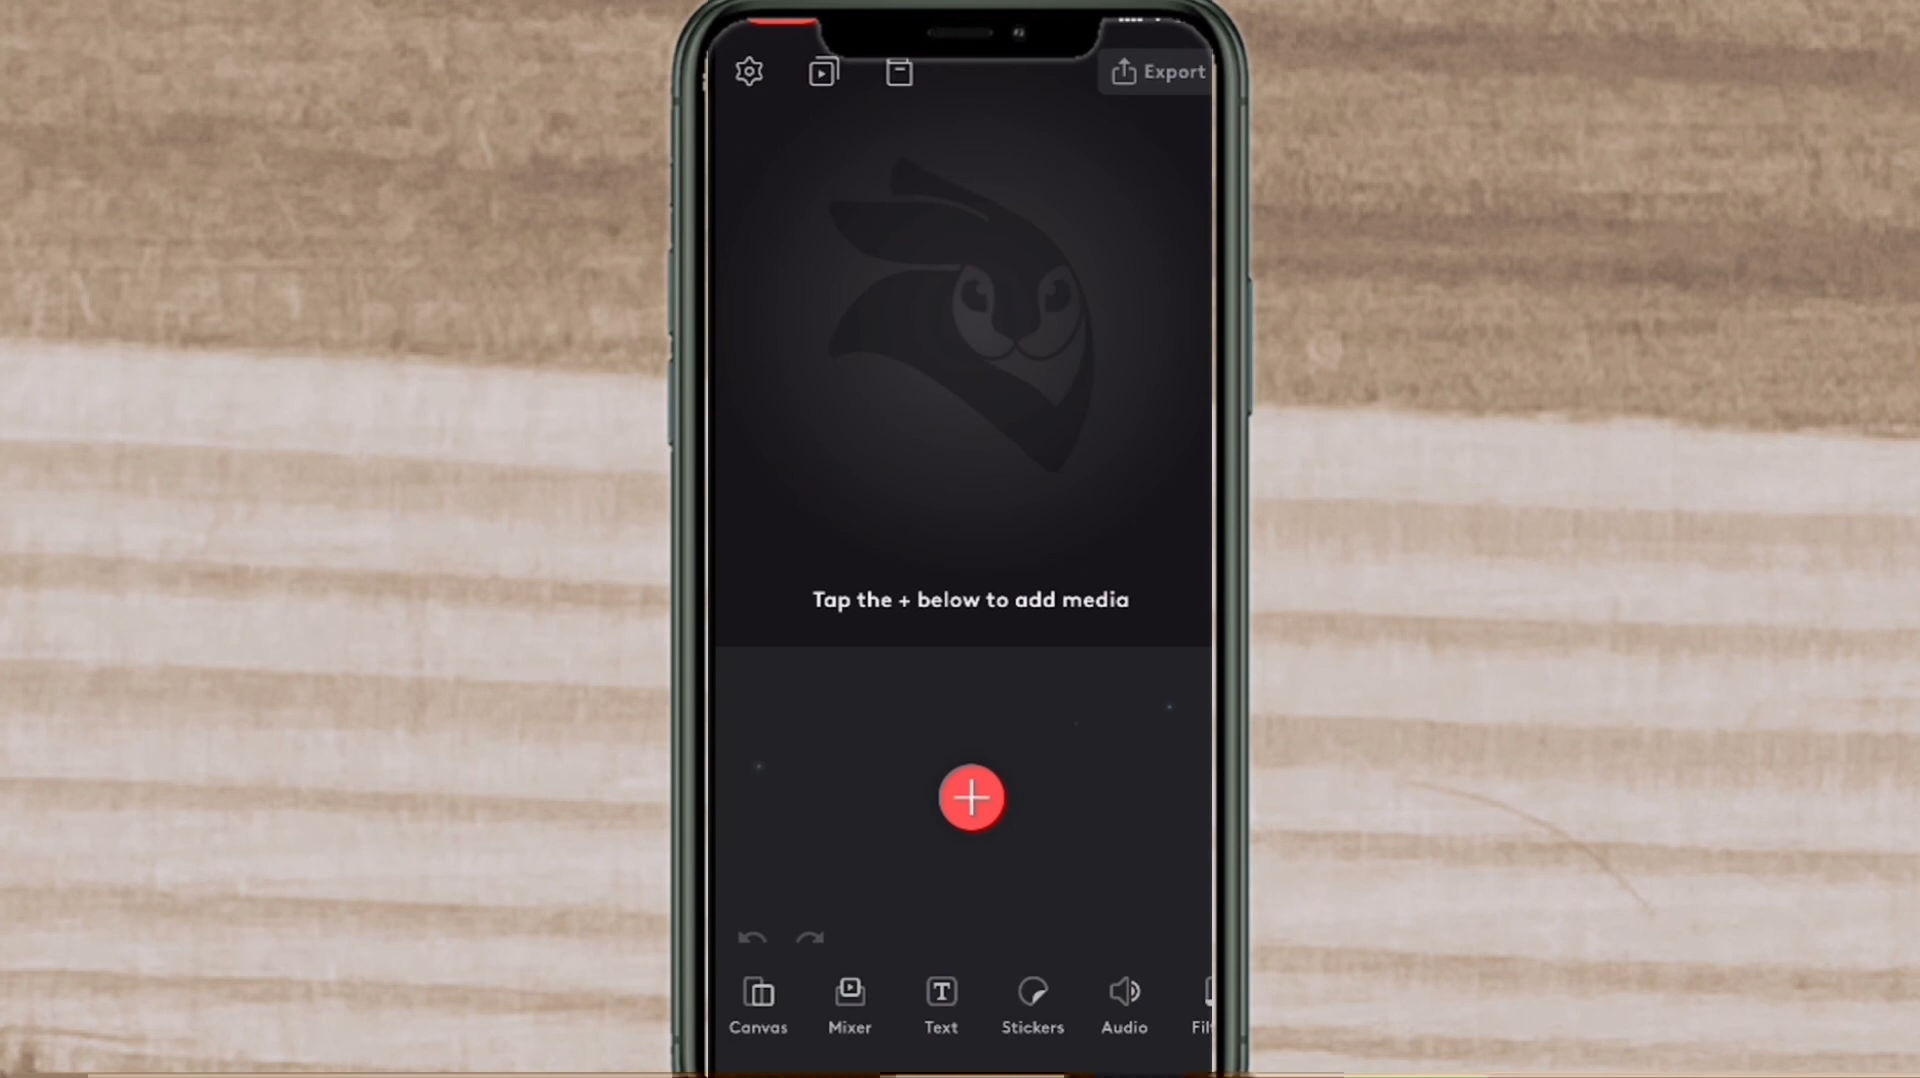 Export
Tap the + below to add media
Canvas Mixer Text Stickers Audio